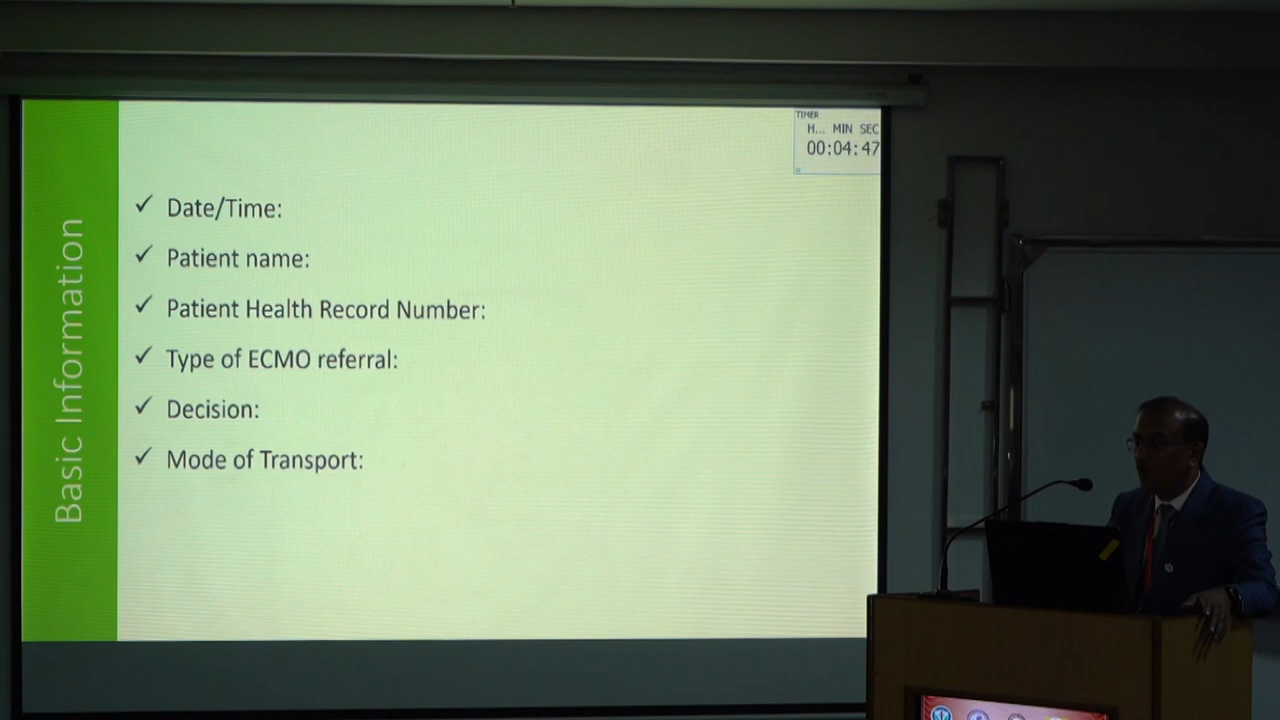 Basic Information
TIMER
H... MIN SEC
00:04:47
✓ Date/Time:
✓ Patient name:
✓ Patient Health Record Number:
✓ Type of ECMO referral:
✓ Decision:
✓ Mode of Transport: